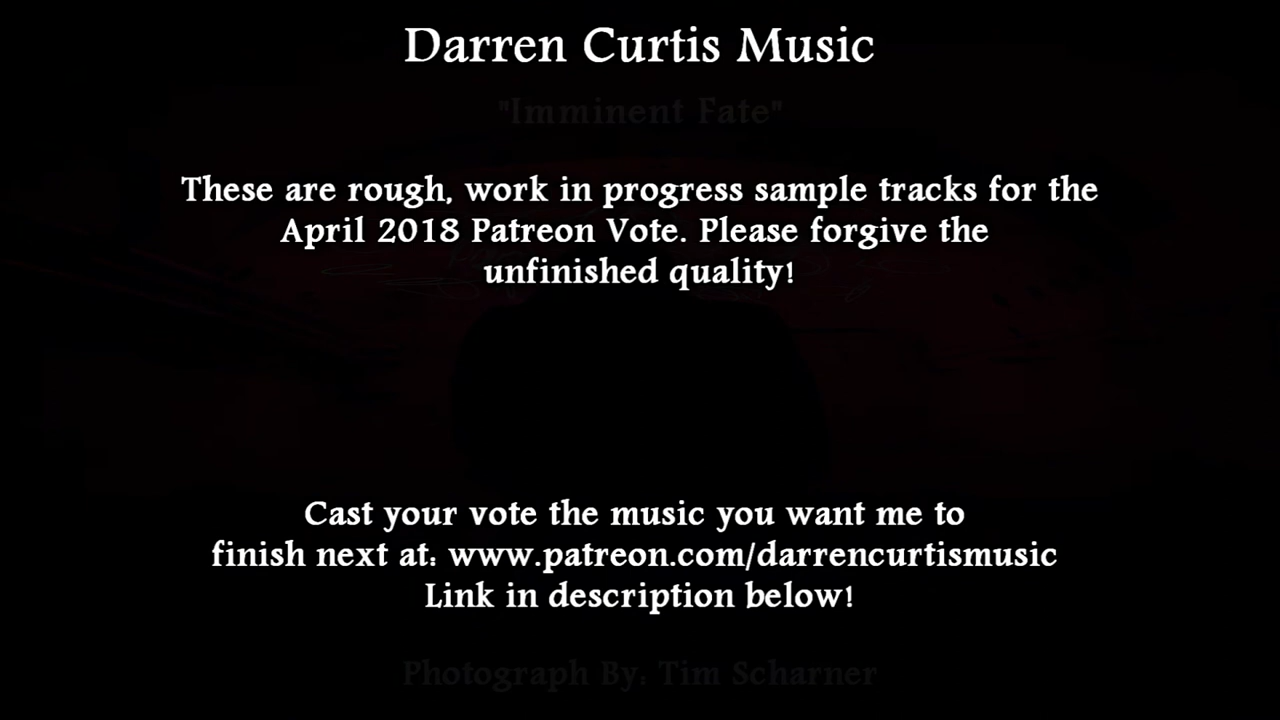 Darren Curtis Music
"Imminent Fate"
These are rough, work in progress sample tracks for the
April 2018 Patreon Vote. Please forgive the
unfinished quality!
Cast your vote the music you want me to
finish next at: www.patreon.com/darrencurtismusic
Link in description below!
Photograph By: Tim Scharner